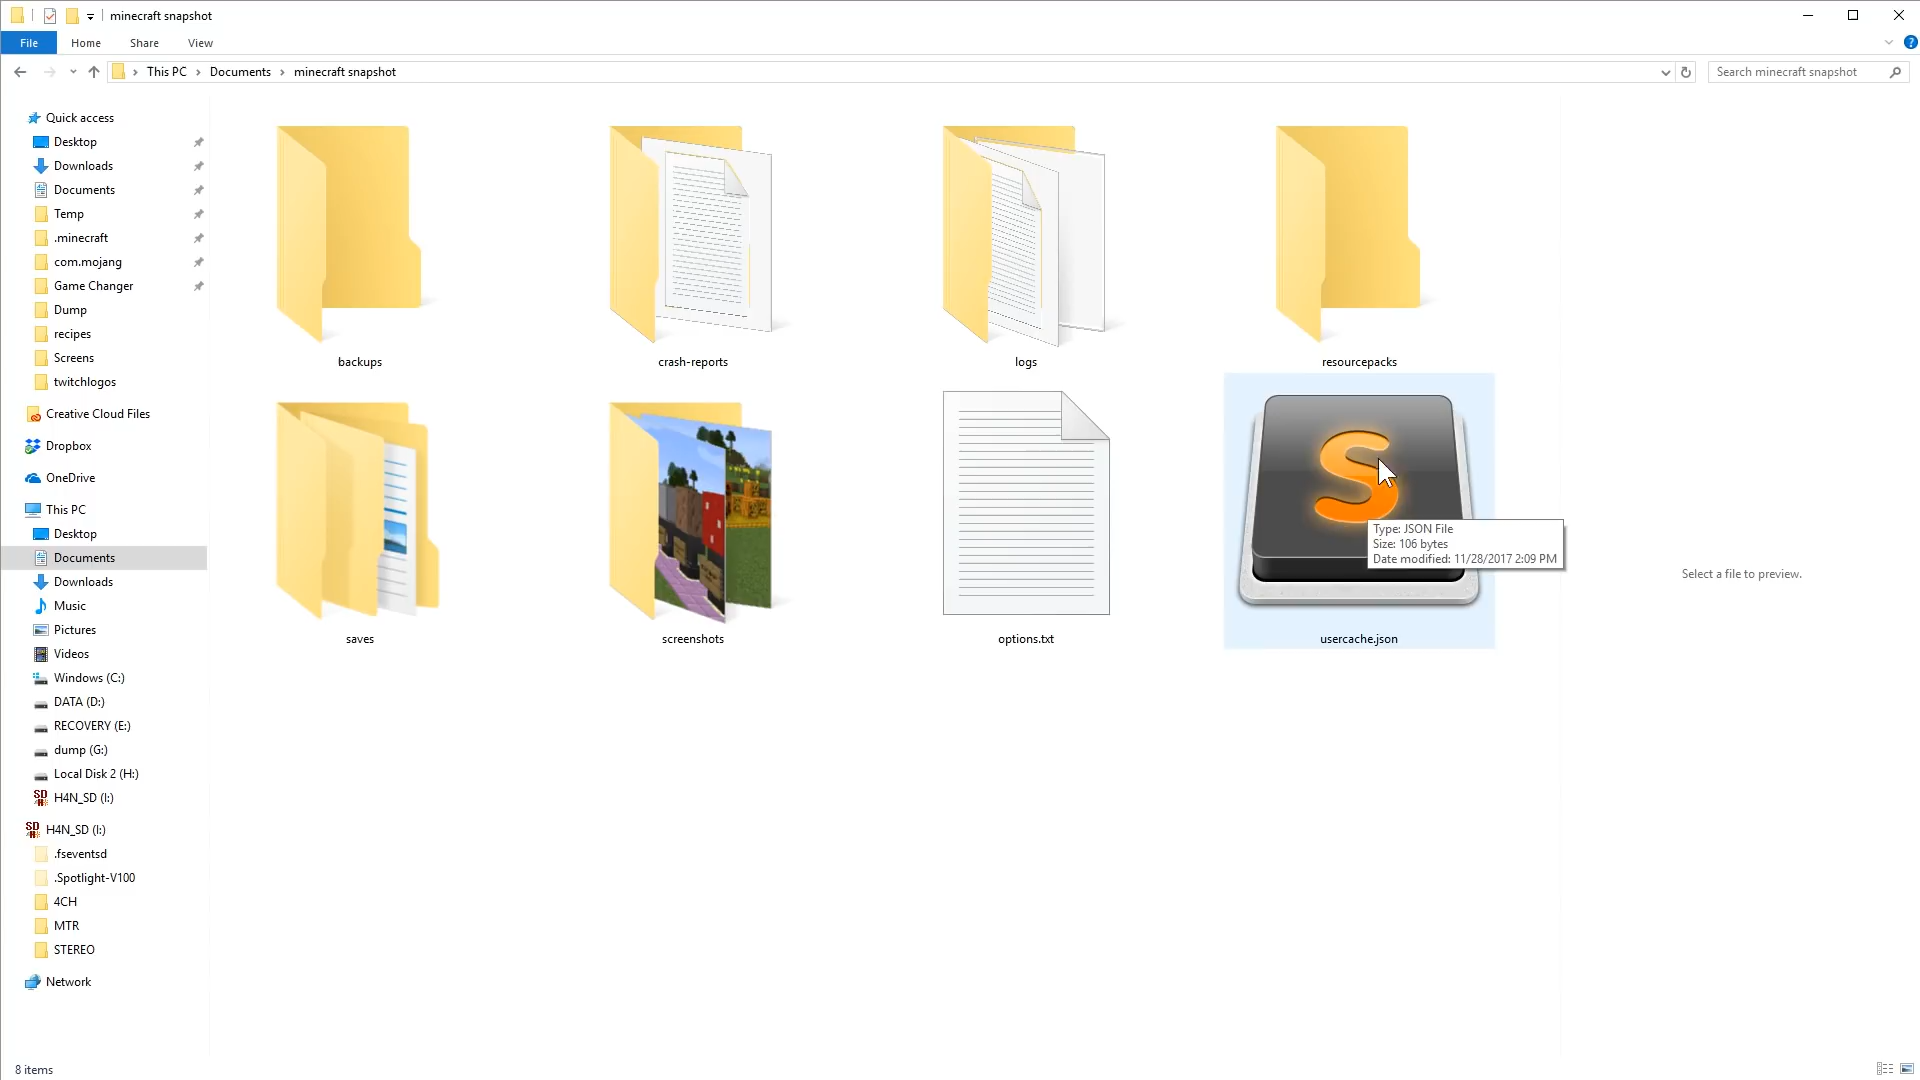 minecraft snapshot
File
Home
Share
View
?
This PC
Documents
minecraft snapshot
Search minecraft snapshot
Quick access
Desktop
Downloads
Documents
Temp
.minecraft
com.mojang
Game Changer
Dump
recipes
Screens
twitchlogos
Creative Cloud Files
Dropbox
OneDrive
This PC
Desktop
Documents
Downloads
Music
Pictures
Videos
Windows (C:)
DATA (D:)
RECOVERY (E:)
dump (G:)
Local Disk 2 (H:)
SD
H4N_SD (I:)
SD
H4N_SD (I:)
.fseventsd
.Spotlight-V100
4CH
MTR
STEREO
Network
backups
crash-reports
logs
resourcepacks
saves
screenshots
options.txt
S
usercache.json
Type: JSON File
Size: 106 bytes
Date modified: 11/28/2017 2:09 PM
Select a file to preview.
8 items